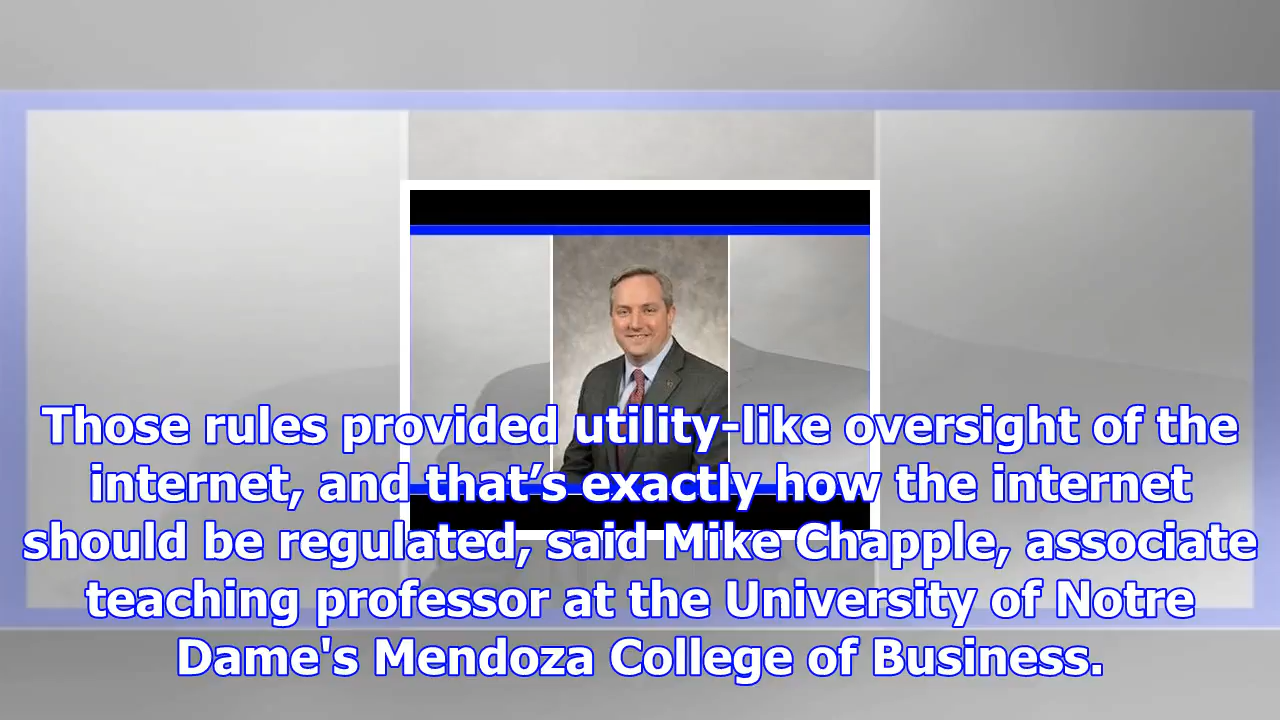 Those rules provided utility-like oversight of the
internet, and that’s exactly how the internet
should be regulated, said Mike Chapple, associate
teaching professor at the University of Notre
Dame's Mendoza College of Business.